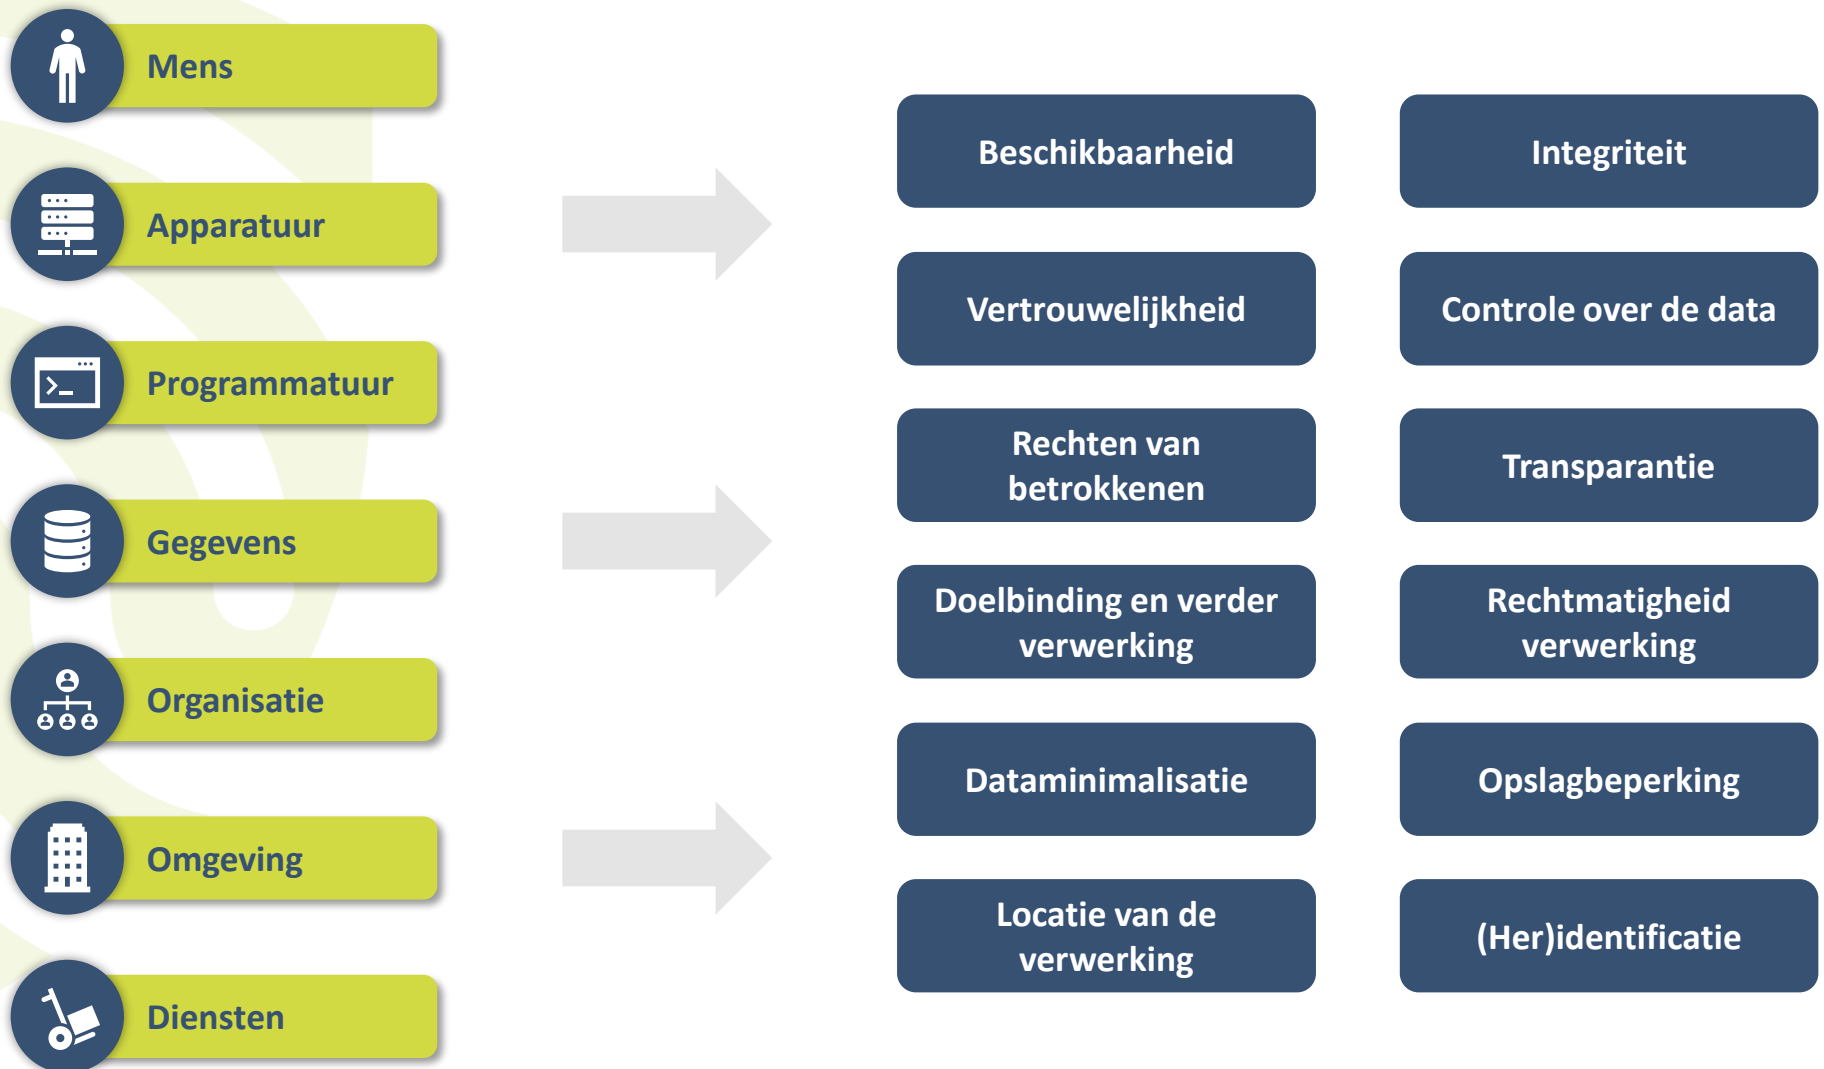 Mens
Apparatuur
Programmatuur
Gegevens
Organisatie
Omgeving
Diensten
Beschikbaarheid
Integriteit
Vertrouwelijkheid
Controle over de data
Rechten van
betrokkenen
Transparantie
Doelbinding en verder
verwerking
Rechtmatigheid
verwerking
Dataminimalisatie
Opslagbeperking
Locatie van de
verwerking
(Her)identificatie